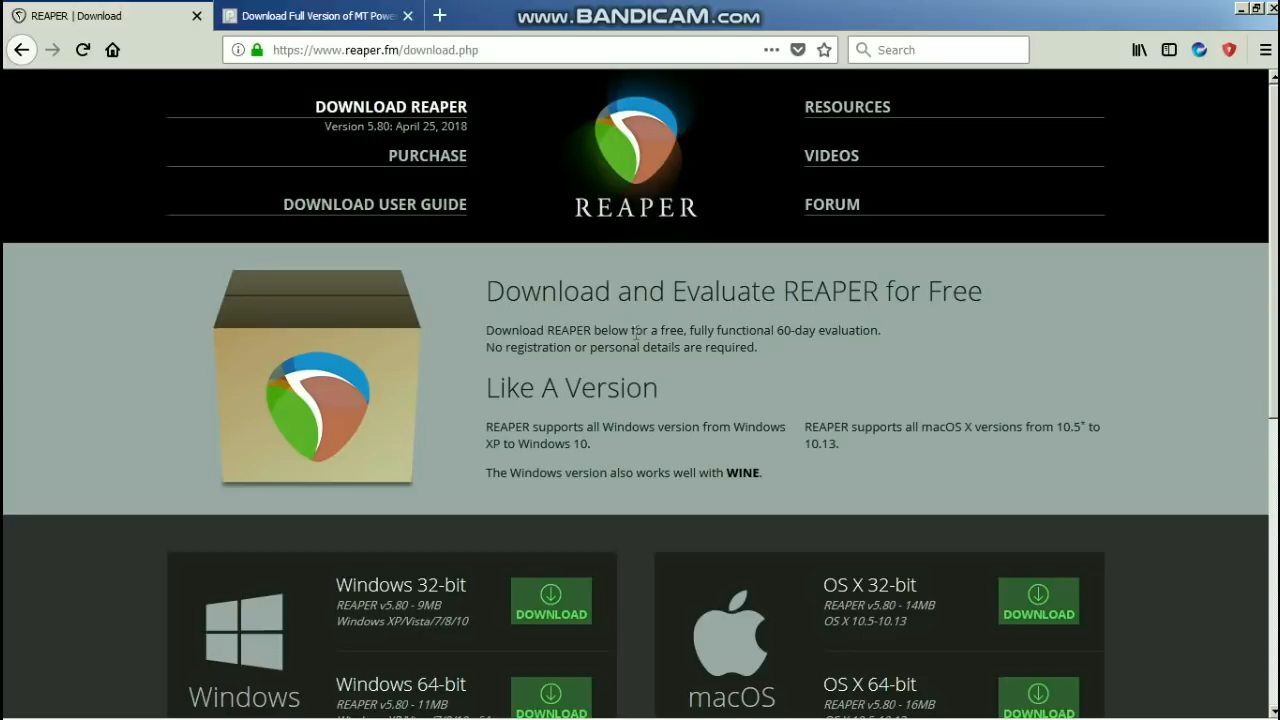 REAPER | Download
Download Full Version of MT Powe
www.BANDICAM.com
https://www.reaper.fm/download.php
Search
DOWNLOAD REAPER
Version 5.80: April 25, 2018
PURCHASE
DOWNLOAD USER GUIDE
REAPER
RESOURCES
VIDEOS
FORUM
Download and Evaluate REAPER for Free
Download REAPER below for a free, fully functional 60-day evaluation.
No registration or personal details are required.
Like A Version
REAPER supports all Windows version from Windows
XP to Windows 10.
The Windows version also works well with WINE.
REAPER supports all macOS X versions from 10.5* to
10.13.
Windows
Windows 32-bit
REAPER v5.80 - 9MB
Windows XP/Vista/7/8/10
DOWNLOAD
Windows 64-bit
REAPER v5.80 - 11MB
DOWNLOAD
macOS
OS X 32-bit
REAPER v5.80 - 14MB
OS X 10.5-10.13
DOWNLOAD
OS X 64-bit
REAPER v5.80 - 16MB
DOWNLOAD